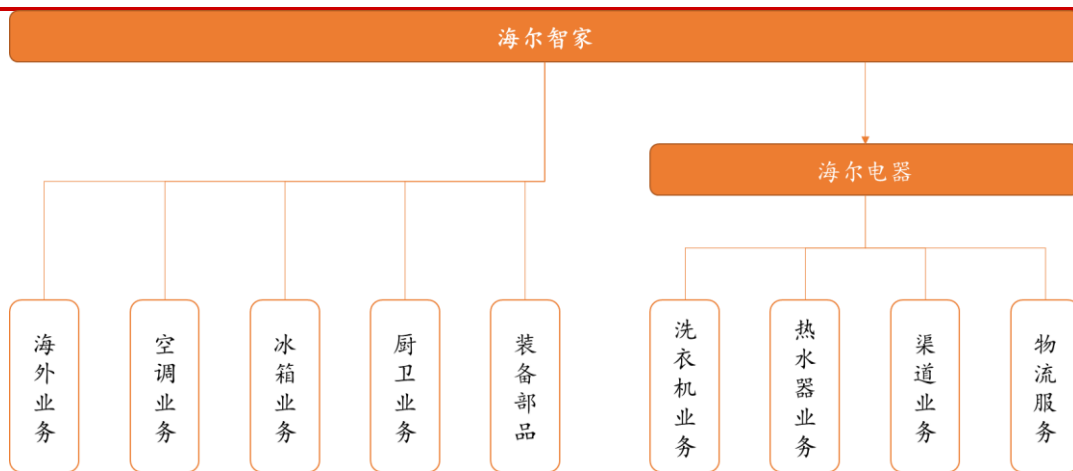 海尔智家
海尔电器
海外业务
空调业务
冰箱业务
厨卫业务
装备部品
洗衣机业务
热水器业务
渠道业务
物流服务